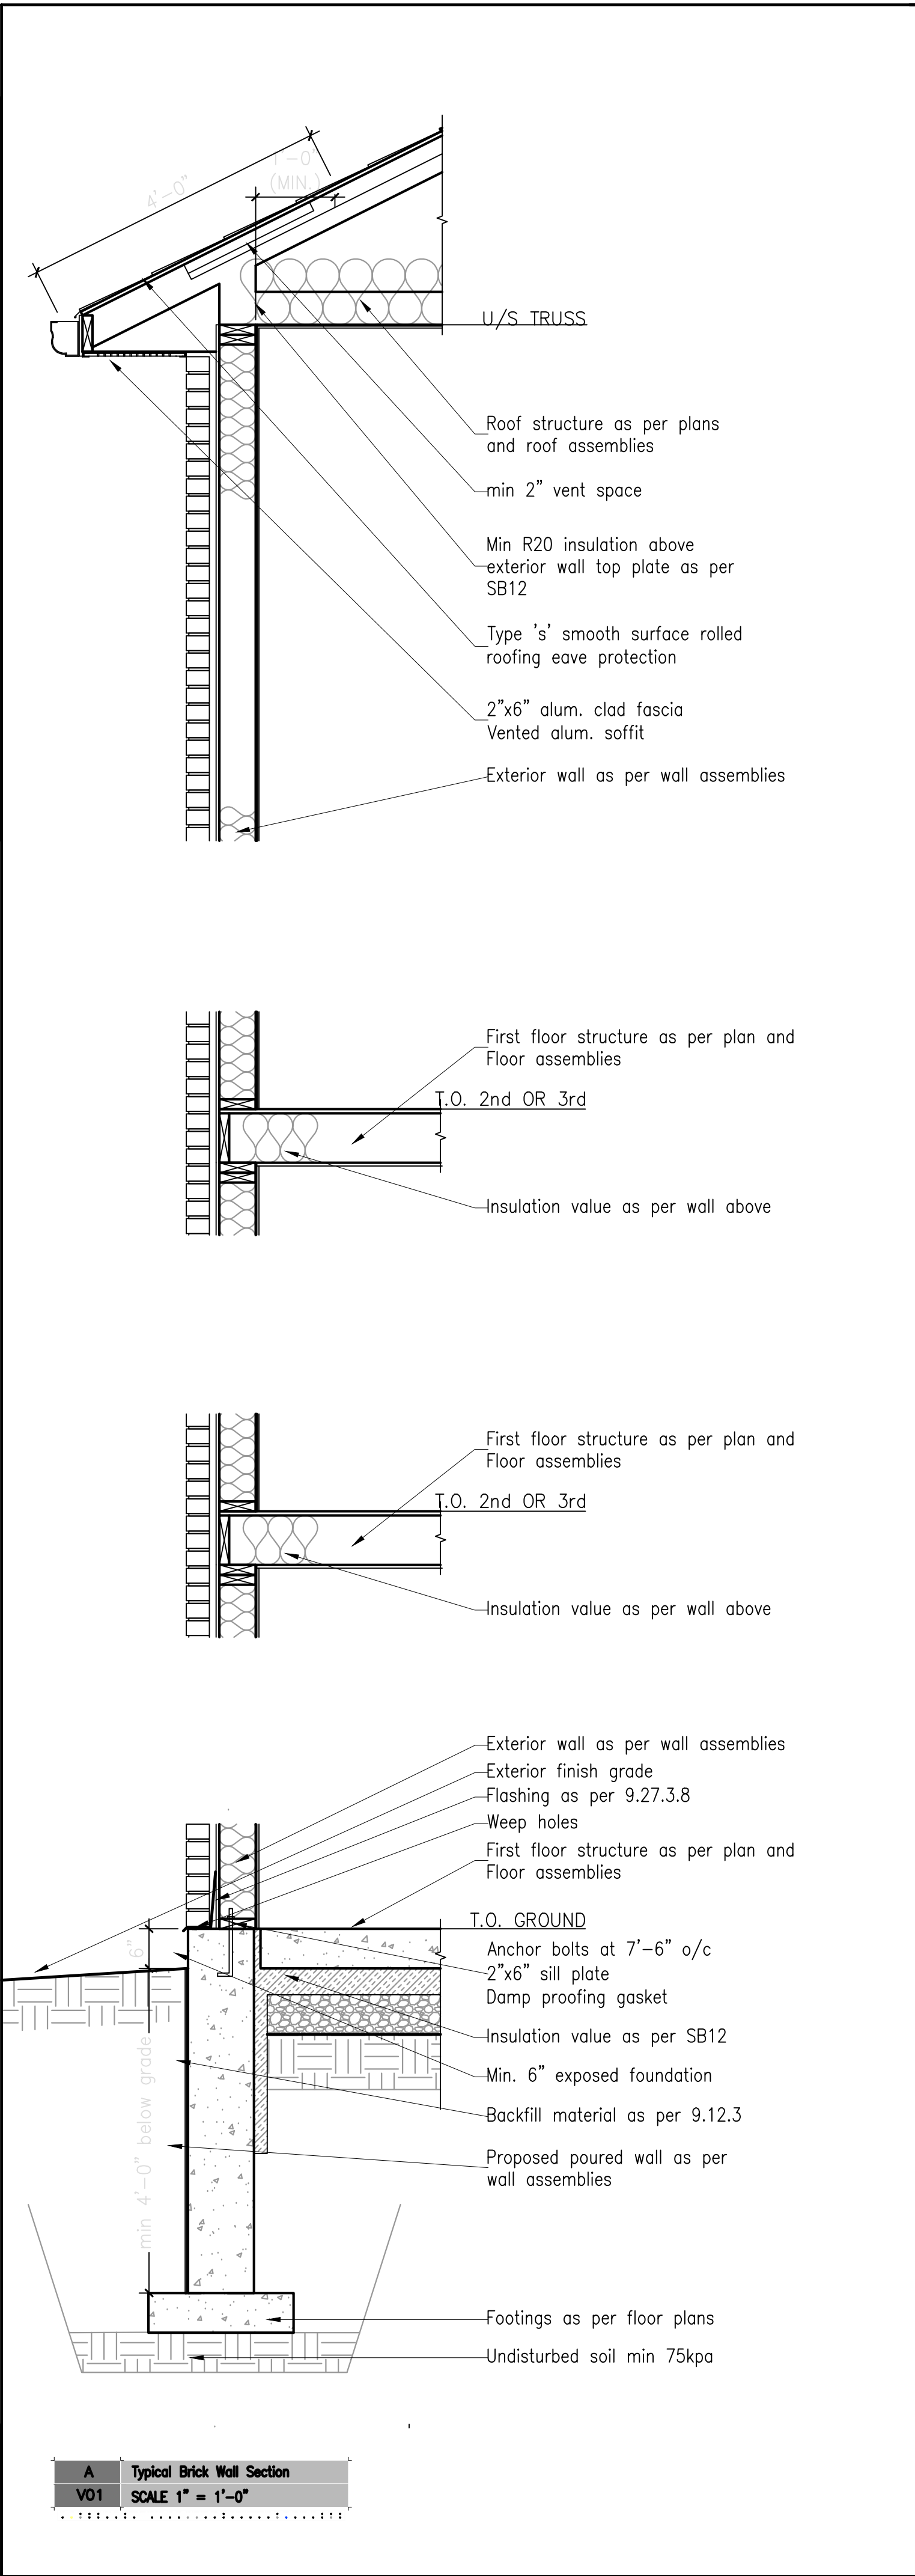 4'-0"
1'-0"
(MIN.)
U/S TRUSS
Roof structure as per plans
and roof assemblies
min 2" vent space
Min R20 insulation above
exterior wall top plate as per
SB12
Type 's' smooth surface rolled
roofing eave protection
2"x6" alum. clad fascia
Vented alum. soffit
Exterior wall as per wall assemblies
First floor structure as per plan and
Floor assemblies
T.O. 2nd OR 3rd
Insulation value as per wall above
First floor structure as per plan and
Floor assemblies
T.O. 2nd OR 3rd
Insulation value as per wall above
Exterior wall as per wall assemblies
Exterior finish grade
Flashing as per 9.27.3.8
Weep holes
First floor structure as per plan and
Floor assemblies
T.O. GROUND
6"
Anchor bolts at 7'-6" o/c
2"x6" sill plate
Damp proofing gasket
Insulation value as per SB12
Min. 6" exposed foundation
Backfill material as per 9.12.3
Proposed poured wall as per
wall assemblies
min 4'-0" below grade
Footings as per floor plans
Undisturbed soil min 75kpa
A Typical Brick Wall Section
V01 SCALE 1" = 1'-0"